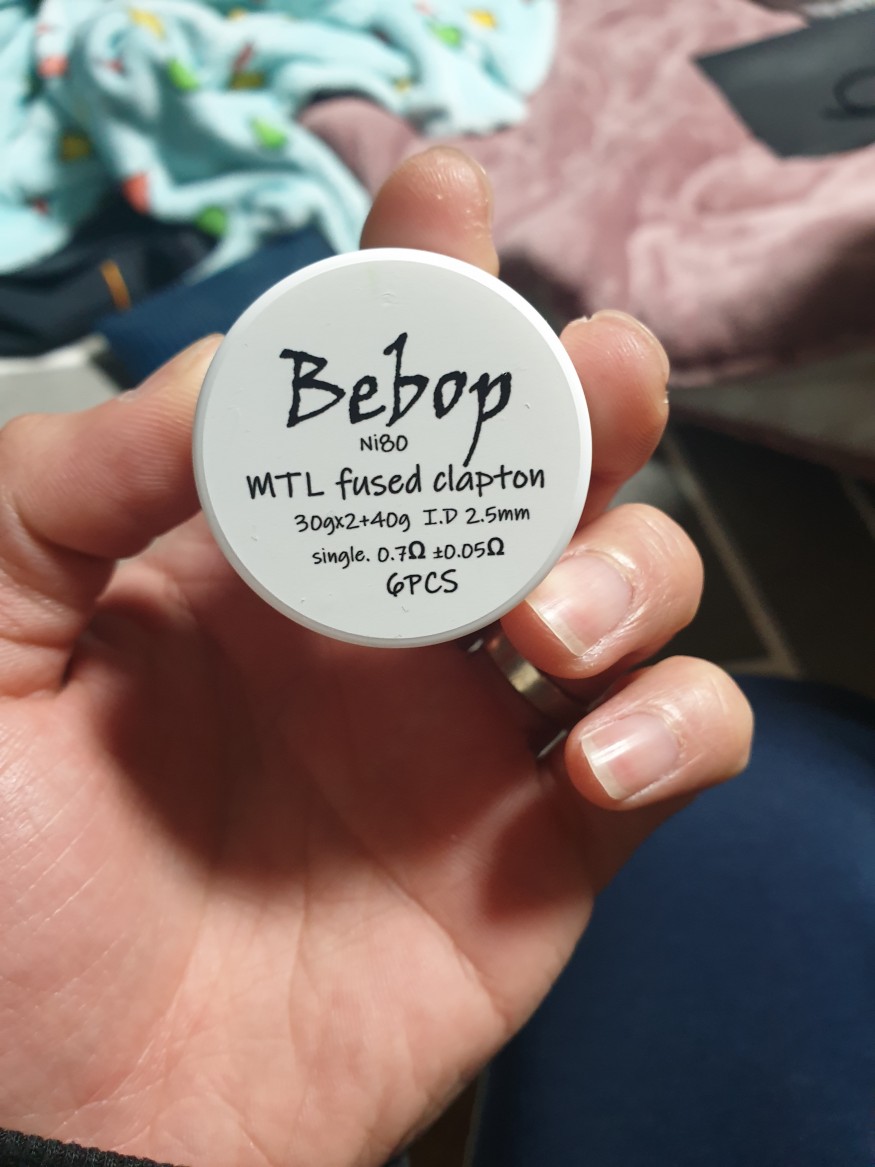 Bebop
Ni80
MTL fused clapton
30gx2+40g I.D 2.5mm
single. 0.7Ω ±0.05Ω
6PCS